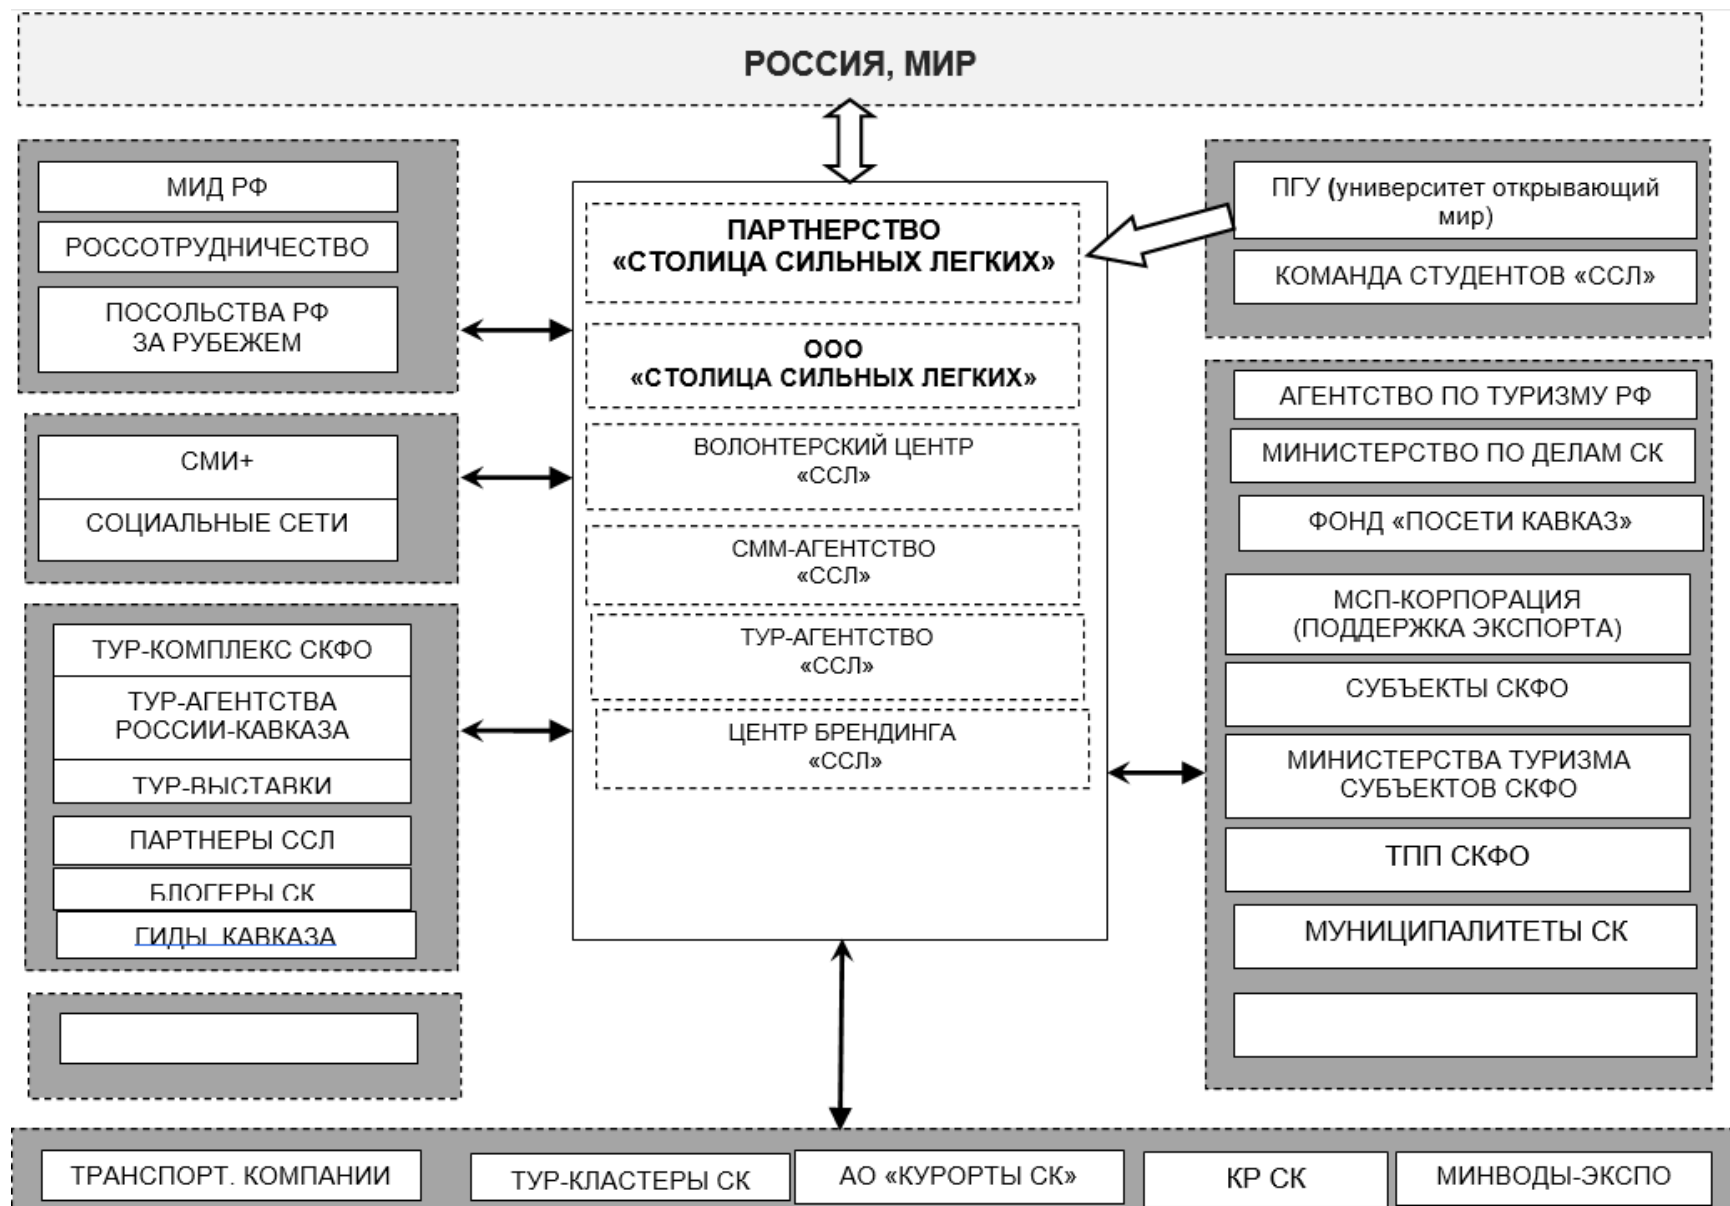 РОССИЯ, МИР
МИД РФ
РОССОТРУДНИЧЕСТВО
ПОСОЛЬСТВА РФ
ЗА РУБЕЖЕМ
СМИ+
СОЦИАЛЬНЫЕ СЕТИ
ТУР-КОМПЛЕКС СКФО
ТУР-АГЕНТСТВА
РОССИИ-КАВКАЗА
ТУР-ВЫСТАВКИ
ПАРТНЕРЫ ССЛ
БЛОГЕРЫ СК
ГИДЫ КАВКАЗА
ПАРТНЕРСТВО
«СТОЛИЦА СИЛЬНЫХ ЛЕГКИХ»
ООО
«СТОЛИЦА СИЛЬНЫХ ЛЕГКИХ»
ВОЛОНТЕРСКИЙ ЦЕНТР
«ССЛ»
СММ-АГЕНТСТВО
«ССЛ»
ТУР-АГЕНТСТВО
«ССЛ»
ЦЕНТР БРЕНДИНГА
«ССЛ»
ПГУ (университет открывающий
мир)
КОМАНДА СТУДЕНТОВ «ССЛ»
АГЕНТСТВО ПО ТУРИЗМУ РФ
МИНИСТЕРСТВО ПО ДЕЛАМ СК
ФОНД «ПОСЕТИ КАВКАЗ»
МСП-КОРПОРАЦИЯ
(ПОДДЕРЖКА ЭКСПОРТА)
СУБЪЕКТЫ СКФО
МИНИСТЕРСТВА ТУРИЗМА
СУБЪЕКТОВ СКФО
ТПП СКФО
МУНИЦИПАЛИТЕТЫ СК
ТРАНСПОРТ. КОМПАНИИ
ТУР-КЛАСТЕРЫ СК
АО «КУРОРТЫ СК»
КР СК
МИНВОДЫ-ЭКСПО